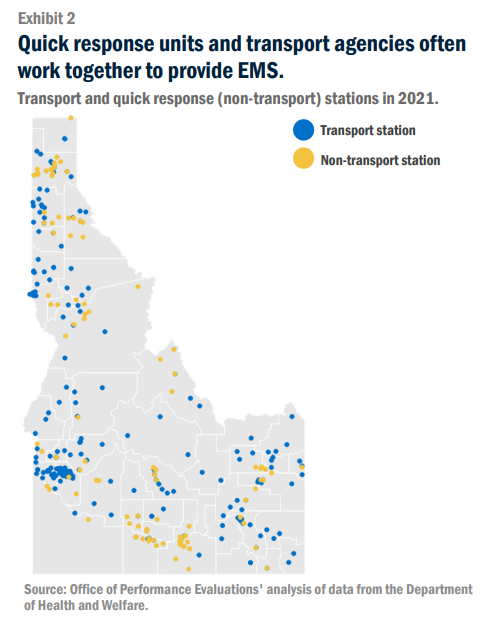 Exhibit 2
Quick response units and transport agencies often
work together to provide EMS.
Transport and quick response (non-transport) stations in 2021.
Transport station
Non-transport station
Source: Office of Performance Evaluations' analysis of data from the Department
of Health and Welfare.